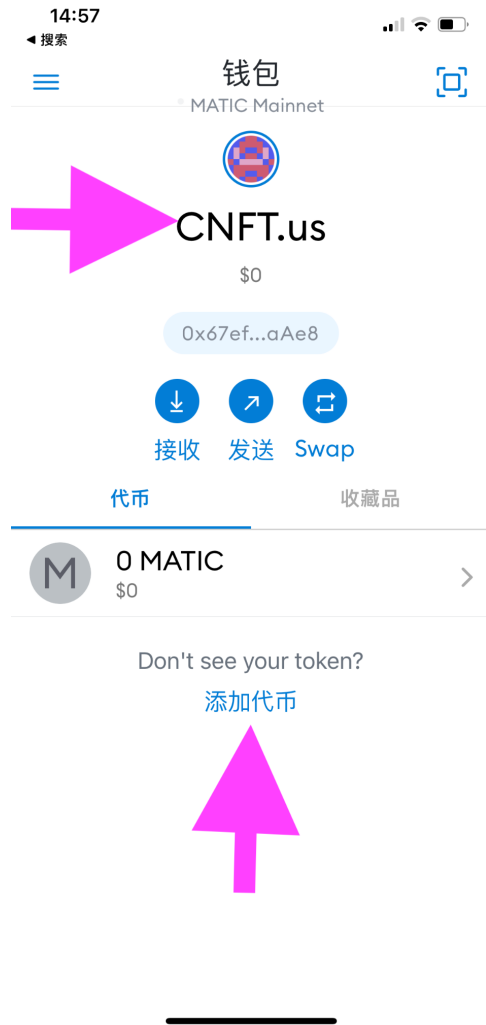 14:57
◀ 搜索
钱包
MATIC Mainnet
CNFT.us
$0
0x67ef...aAe8
接收 发送 Swap
代币 收藏品
M
0 MATIC
$0
Don't see your token?
添加代币